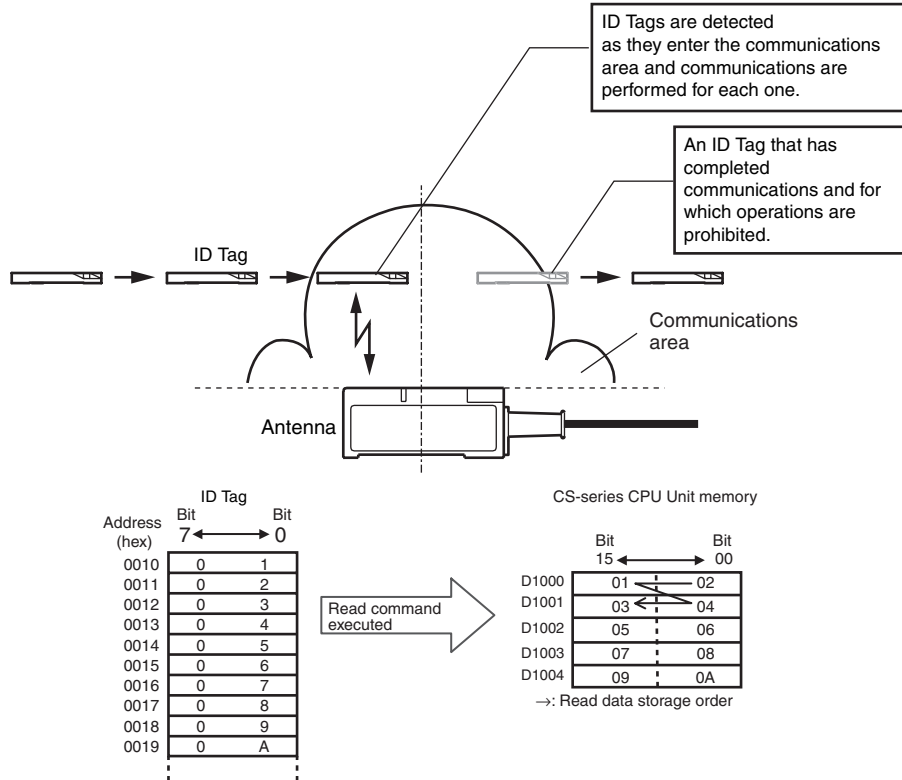 ID Tags are detected
as they enter the communications
area and communications are
performed for each one.
An ID Tag that has
completed
communications and for
which operations are
prohibited.
ID Tag
Communications
area
Antenna
ID Tag
Address
(hex)
Bit
7
Bit
0
0010 0 1
0011 0 2
0012 0 3
0013 0 4
0014 0 5
0015 0 6
0016 0 7
0017 0 8
0018 0 9
0019 0 A
Read command
executed
CS-series CPU Unit memory
Bit
15
Bit
00
D1000 01 02
D1001 03 04
D1002 05 06
D1003 07 08
D1004 09 0A
→: Read data storage order